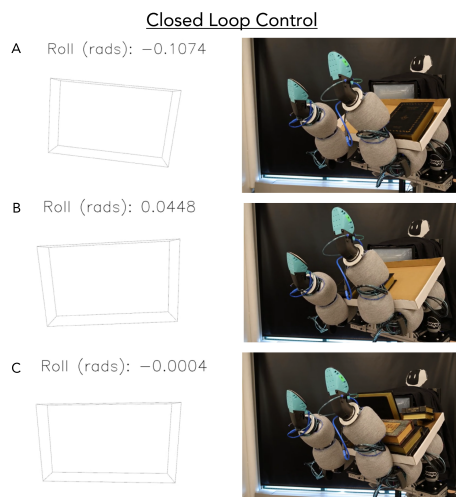 Closed Loop Control
A Roll (rads): −0.1074
B Roll (rads): 0.0448
C Roll (rads): −0.0004